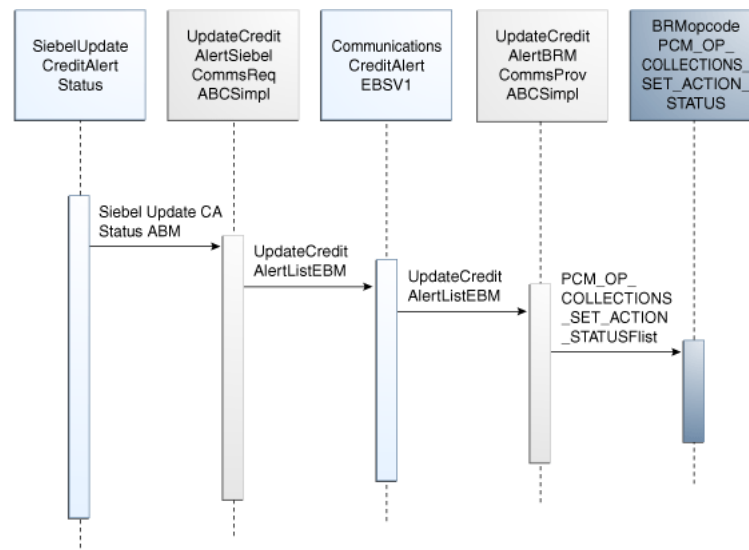 SiebelUpdate
CreditAlert
Status
UpdateCredit
AlertSiebel
CommsReq
ABCSimpl
Communications
CreditAlert
EBSV1
UpdateCredit
AlertBRM
CommsProv
ABCSimpl
BRMopcode
PCM_OP_
COLLECTIONS_
SET_ACTION_
STATUS
Siebel Update CA
Status ABM
UpdateCredit
AlertListEBM
UpdateCredit
AlertListEBM
PCM_OP_
COLLECTIONS
_SET_ACTION
_STATUSFlist